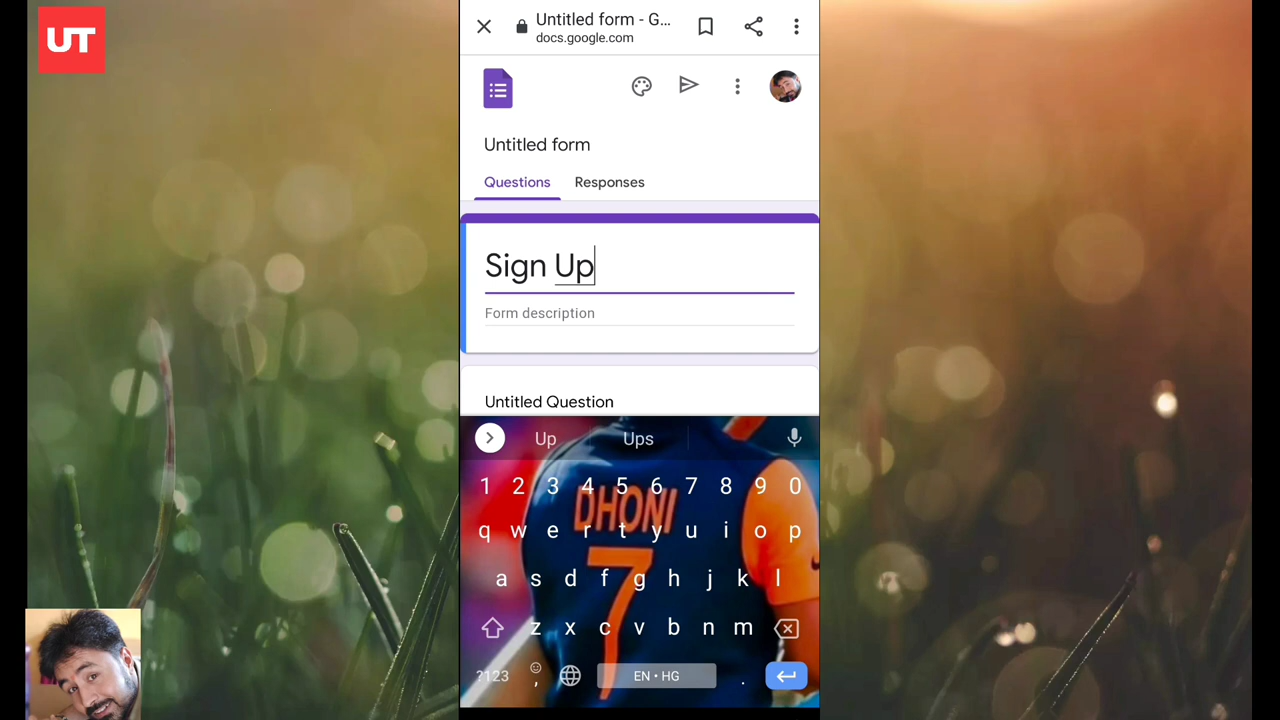 UT
Untitled form - G...
docs.google.com
Untitled form
Questions Responses
Sign Up
Form description
Untitled Question
Up Ups
1 2 3 4 5 6 7 8 9 0
DHONI
7
q w e r t y u i o p
a s d f g h j k l
z x c v b n m
?123 , EN • HG .